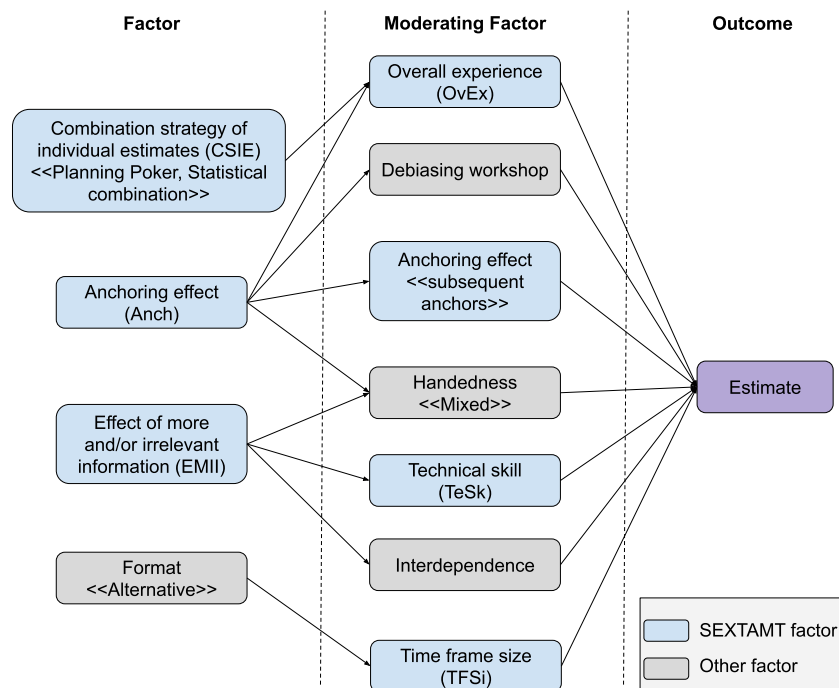 Factor
Moderating Factor
Outcome
Combination strategy of
individual estimates (CSIE)
<<Planning Poker, Statistical
combination>>
Anchoring effect
(Anch)
Effect of more
and/or irrelevant
information (EMII)
Format
<<Alternative>>
Overall experience
(OvEx)
Debiasing workshop
Anchoring effect
<<subsequent
anchors>>
Handedness
<<Mixed>>
Technical skill
(TeSk)
Interdependence
Time frame size
(TFSi)
Estimate
SEXTAMT factor
Other factor